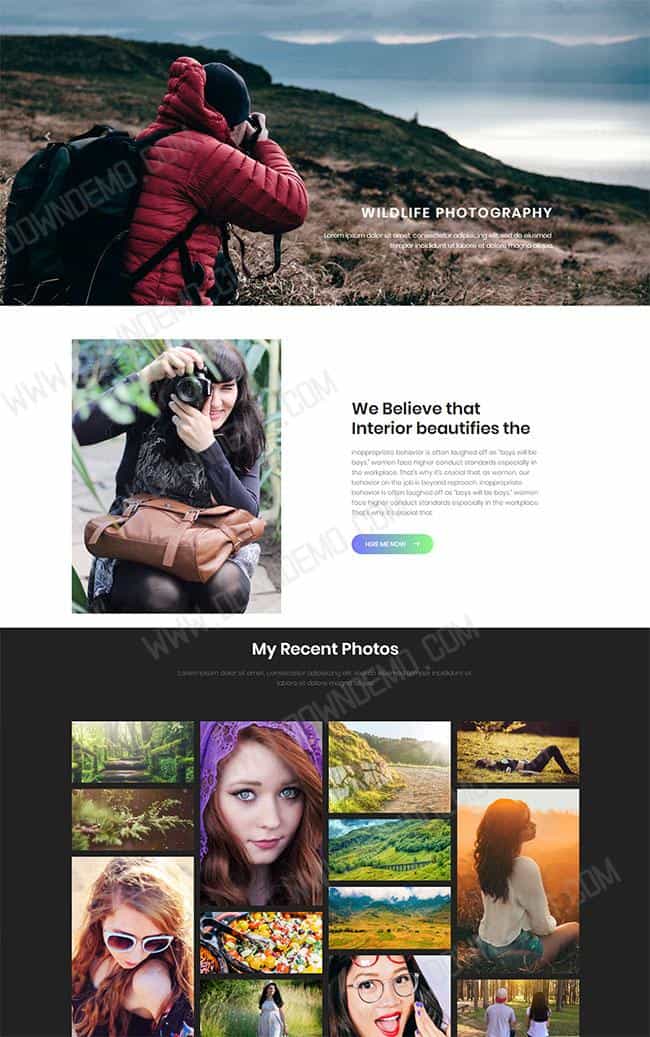 WILDLIFE PHOTOGRAPHY
Lorem ipsum dolor sit amet, consectetur adipiscing elit, sed do eiusmod
tempor incididunt ut labore et dolore magna aliqua.
We Believe that
Interior beautifies the
inappropriate behavior is often laughed off as "boys will be
boys," women face higher conduct standards especially in
the workplace. That's why it's crucial that, as women, our
behavior on the job is beyond reproach. inappropriate
behavior is often laughed off as "boys will be boys," women
face higher conduct standards especially in the workplace.
That's why it's crucial that
HIRE ME NOW
My Recent Photos
Lorem ipsum dolor sit amet, consectetur adipiscing elit, sed do eiusmod tempor incididunt ut
labore et dolore magna aliqua.
WWW.DOWNDEMO.COM
WWW.DOWNDEMO.COM